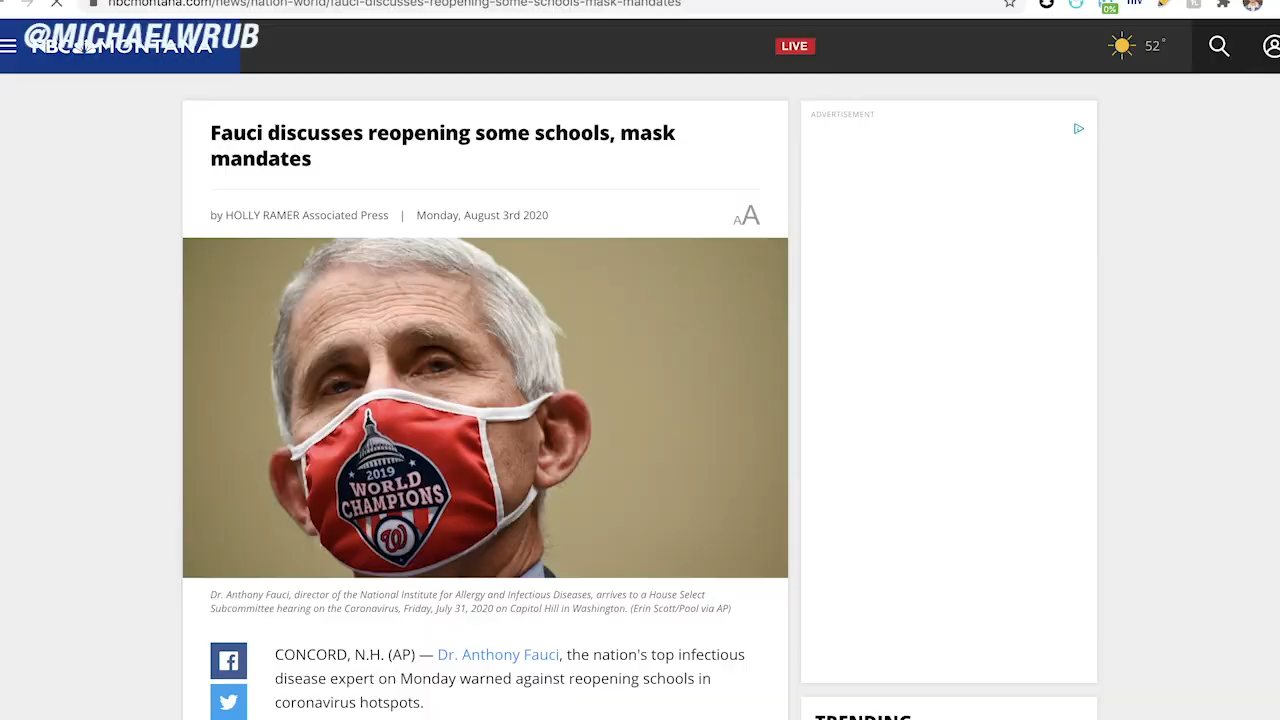 nbcmontana.com/news/nation-world/fauci-discusses-reopening-some-schools-mask-mandates
0%
@MICHAELWRUB
NBC MONTANA
LIVE
52°
Fauci discusses reopening some schools, mask
mandates
by HOLLY RAMER Associated Press | Monday, August 3rd 2020
AA
ADVERTISEMENT
2019
WORLD
CHAMPIONS
W
Dr. Anthony Fauci, director of the National Institute for Allergy and Infectious Diseases, arrives to a House Select
Subcommittee hearing on the Coronavirus, Friday, July 31, 2020 on Capitol Hill in Washington. (Erin Scott/Pool via AP)
CONCORD, N.H. (AP) — Dr. Anthony Fauci, the nation's top infectious
disease expert on Monday warned against reopening schools in
coronavirus hotspots.
TRENDING